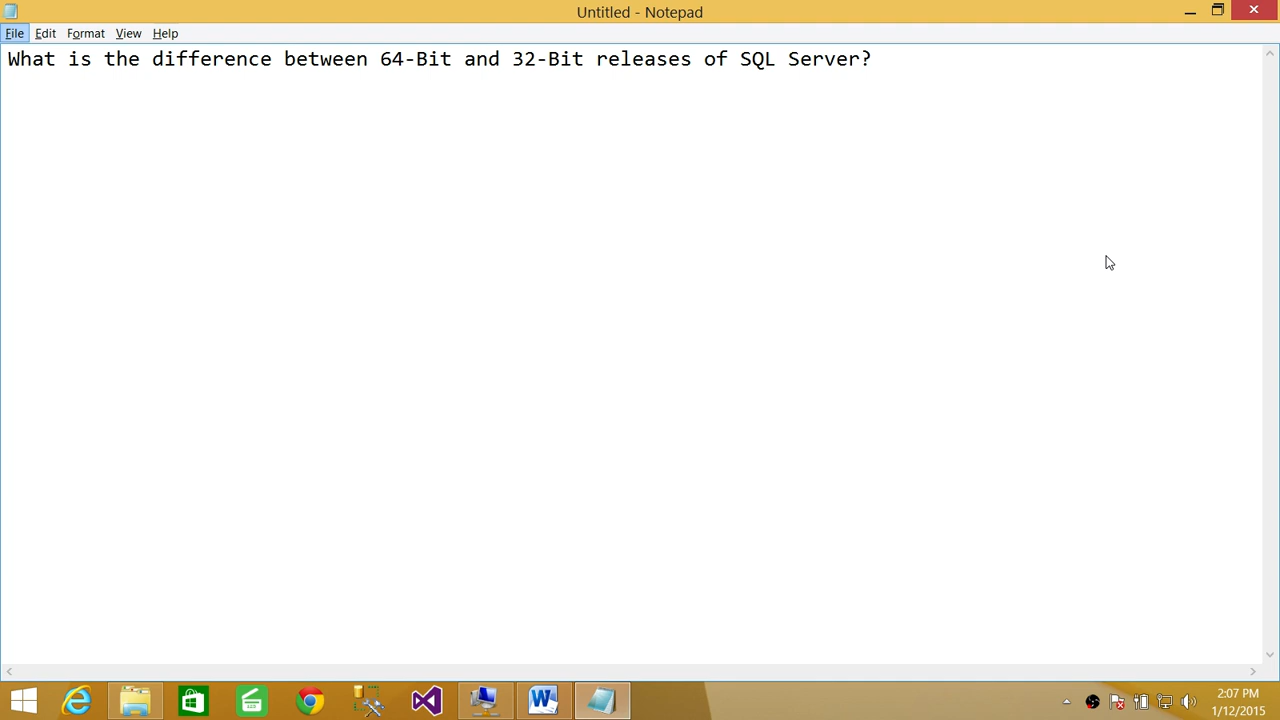 Untitled - Notepad
File Edit Format View Help
What is the difference between 64-Bit and 32-Bit releases of SQL Server?
2:07 PM
1/12/2015